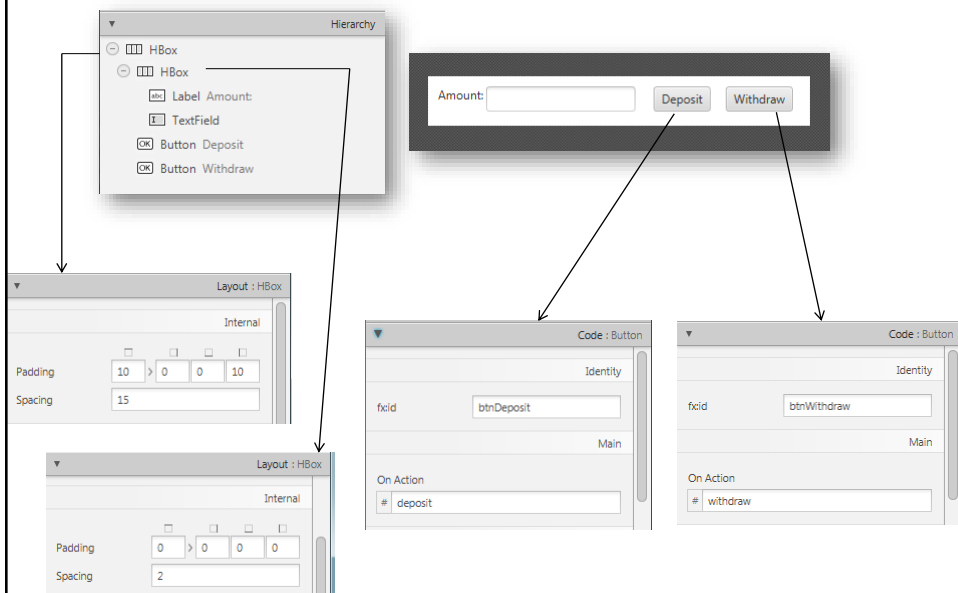 Hierarchy
HBox
HBox
Label Amount:
TextField
Button Deposit
Button Withdraw
Amount: Deposit Withdraw
Layout : HBox
Internal
Padding 10 0 0 10
Spacing 15
Layout : HBox
Internal
Padding 0 0 0 0
Spacing 2
Code : Button
Identity
fx:id btnDeposit
Main
On Action
# deposit
Code : Button
Identity
fx:id btnWithdraw
Main
On Action
# withdraw